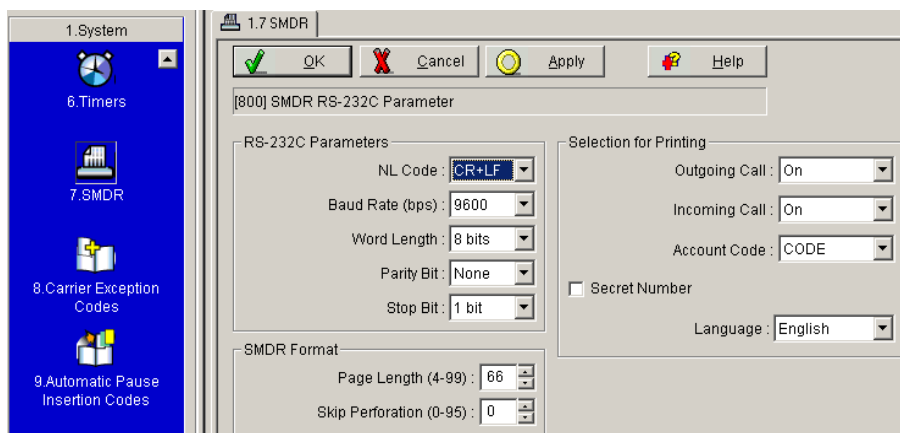 1.System
6.Timers
7.SMDR
8.Carrier Exception
Codes
9.Automatic Pause
Insertion Codes
1.7 SMDR
OK
Cancel
Apply
Help
[800] SMDR RS-232C Parameter
RS-232C Parameters
NL Code : CR+LF
Baud Rate (bps) : 9600
Word Length : 8 bits
Parity Bit : None
Stop Bit : 1 bit
SMDR Format
Page Length (4-99) : 66
Skip Perforation (0-95) : 0
Selection for Printing
Outgoing Call : On
Incoming Call : On
Account Code : CODE
Secret Number
Language : English